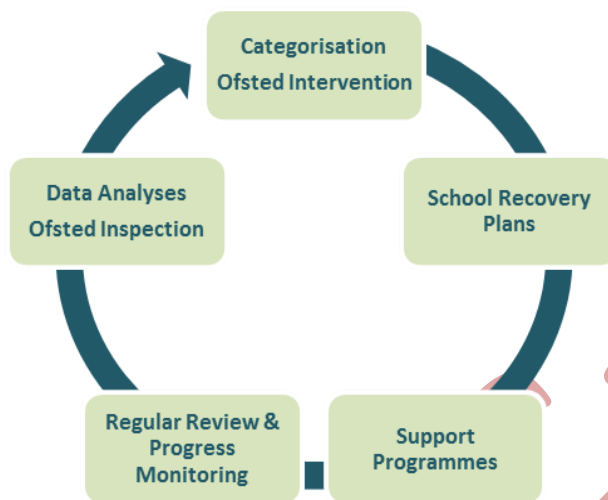 Categorisation
Ofsted Intervention
School Recovery
Plans
Support
Programmes
Regular Review &
Progress
Monitoring
Data Analyses
Ofsted Inspection